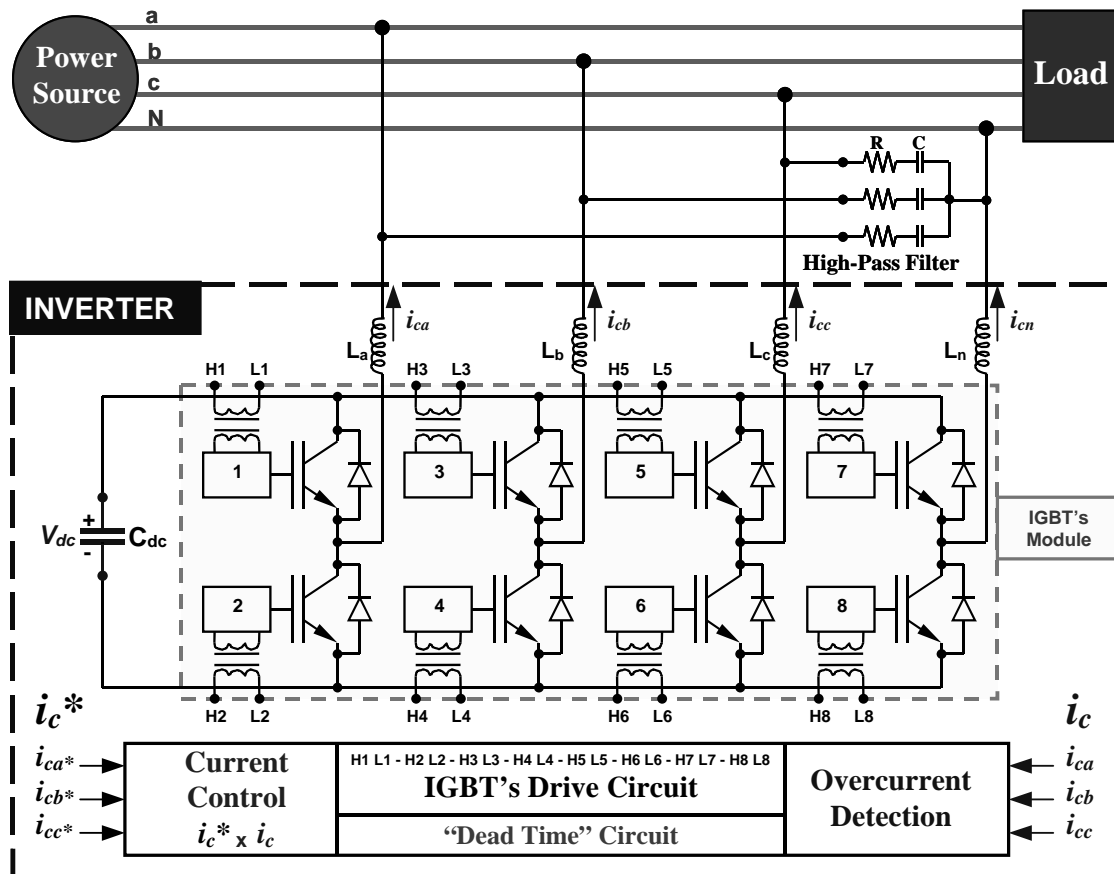 a
b
c
N
Power
Source
Load
R C
High-Pass Filter
INVERTER
ica icb icc icn
La Lb Lc Ln
H1 L1 H3 L3 H5 L5 H7 L7
1 3 5 7
Vdc + - Cdc
IGBT's
Module
2 4 6 8
H2 L2 H4 L4 H6 L6 H8 L8
ic*
ica*
icb*
icc*
Current
Control
ic* x ic
H1 L1 - H2 L2 - H3 L3 - H4 L4 - H5 L5 - H6 L6 - H7 L7 - H8 L8
IGBT's Drive Circuit
“Dead Time” Circuit
Overcurrent
Detection
ic
ica
icb
icc